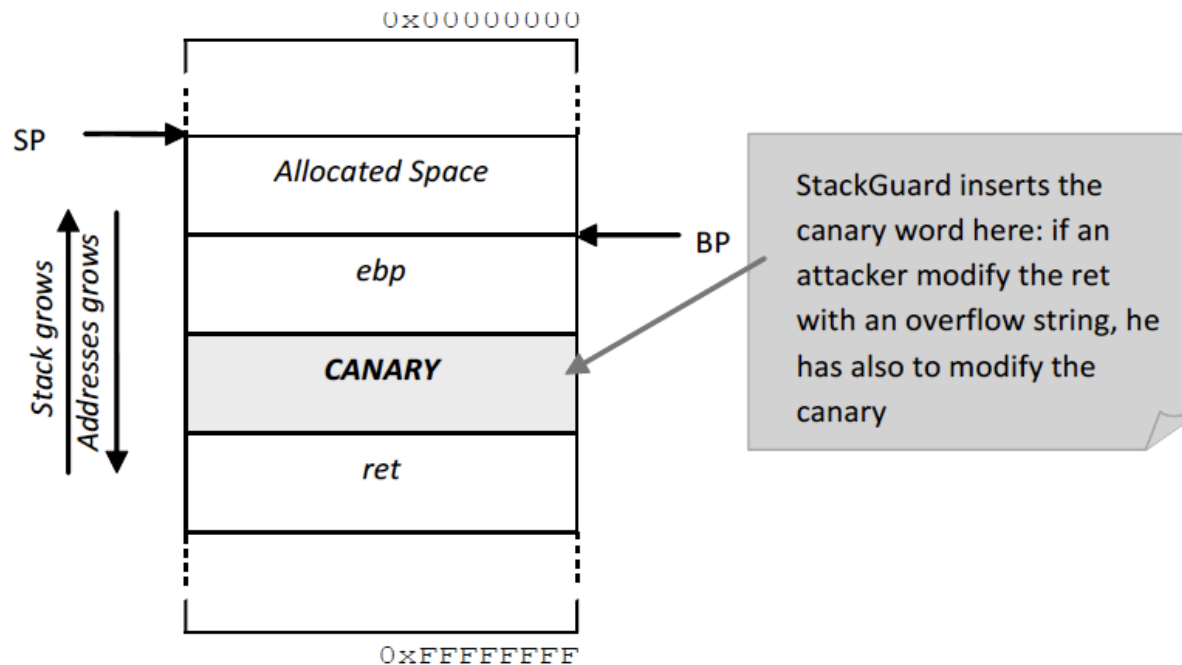 0x00000000
SP
Allocated Space
BP
ebp
CANARY
ret
Stack grows
Addresses grows
0xFFFFFFFF
StackGuard inserts the
canary word here: if an
attacker modify the ret
with an overflow string, he
has also to modify the
canary